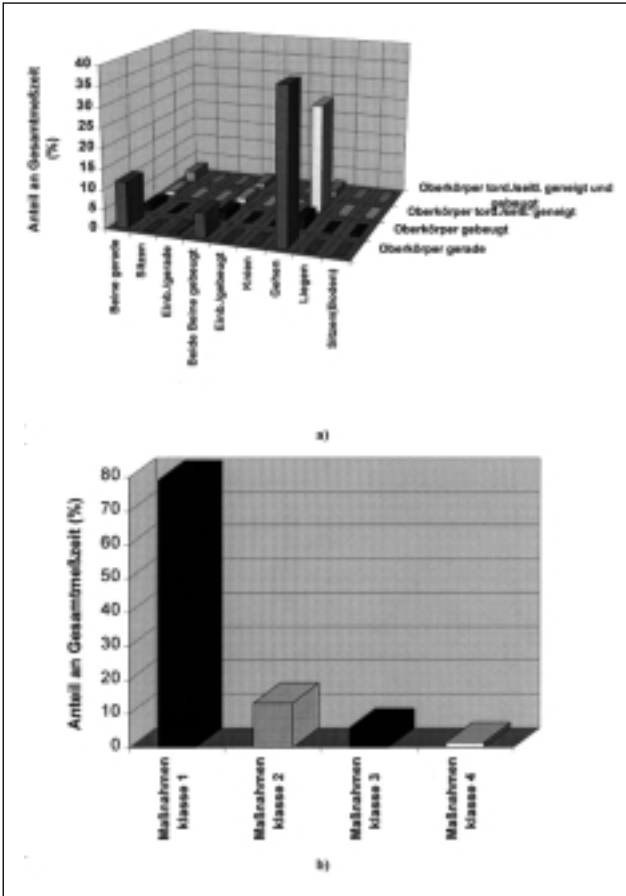 Anteil an Gesamtmeßzeit
(%)
40
35
30
25
20
15
10
5
0
Beine gerade
Sitzen
Einb./gerade
Beide Beine gebeugt
Einb./gebeugt
Knien
Gehen
Liegen
Sitzen(Boden)
Oberkörper tord./seitl. geneigt und
gebeugt
Oberkörper tord./seitl. geneigt
Oberkörper gebeugt
Oberkörper gerade
a)
Anteil an Gesamtmeßzeit (%)
80
70
60
50
40
30
20
10
0
Maßnahmen
klasse 1
Maßnahmen
klasse 2
Maßnahmen
klasse 3
Maßnahmen
klasse 4
b)